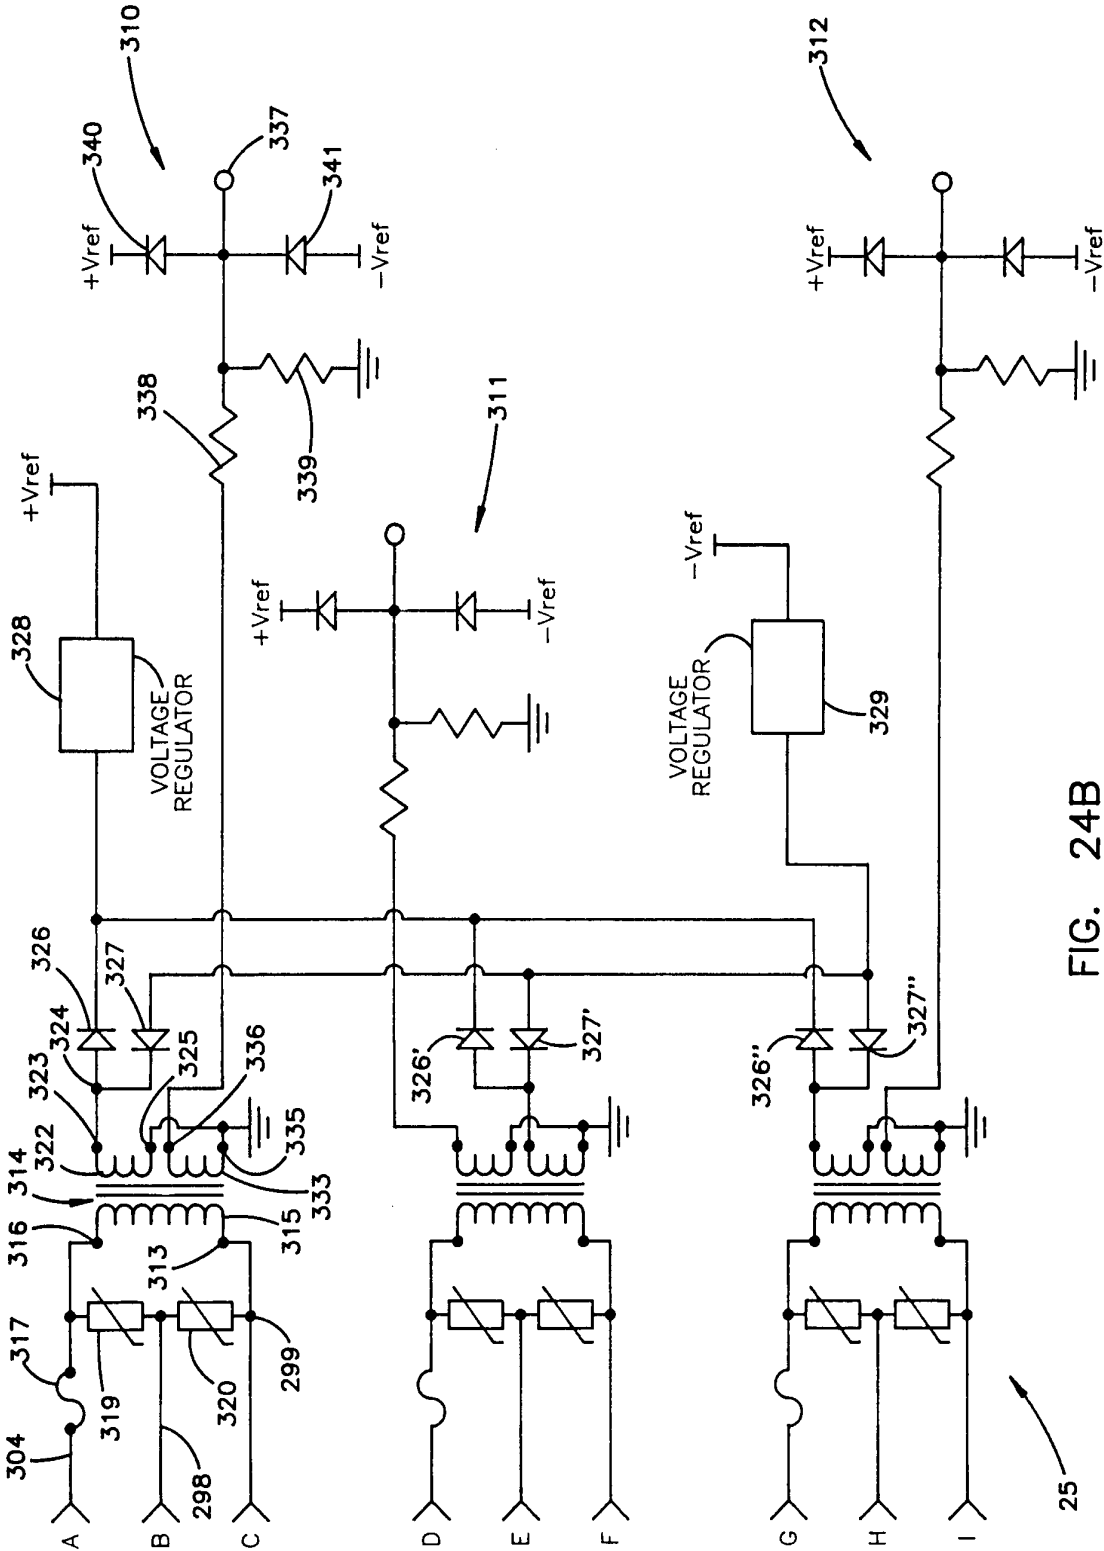 310
340
337
+Vref
341
-Vref
338
339
+Vref
328
VOLTAGE
REGULATOR
311
+Vref
-Vref
312
+Vref
-Vref
-Vref
VOLTAGE
REGULATOR
329
326
327
324
323
325
336
322
314
335
333
316
315
313
317
319
320
299
304
298
A
B
C
326'
327'
D
E
F
326"
327"
G
H
I
25
FIG. 24B